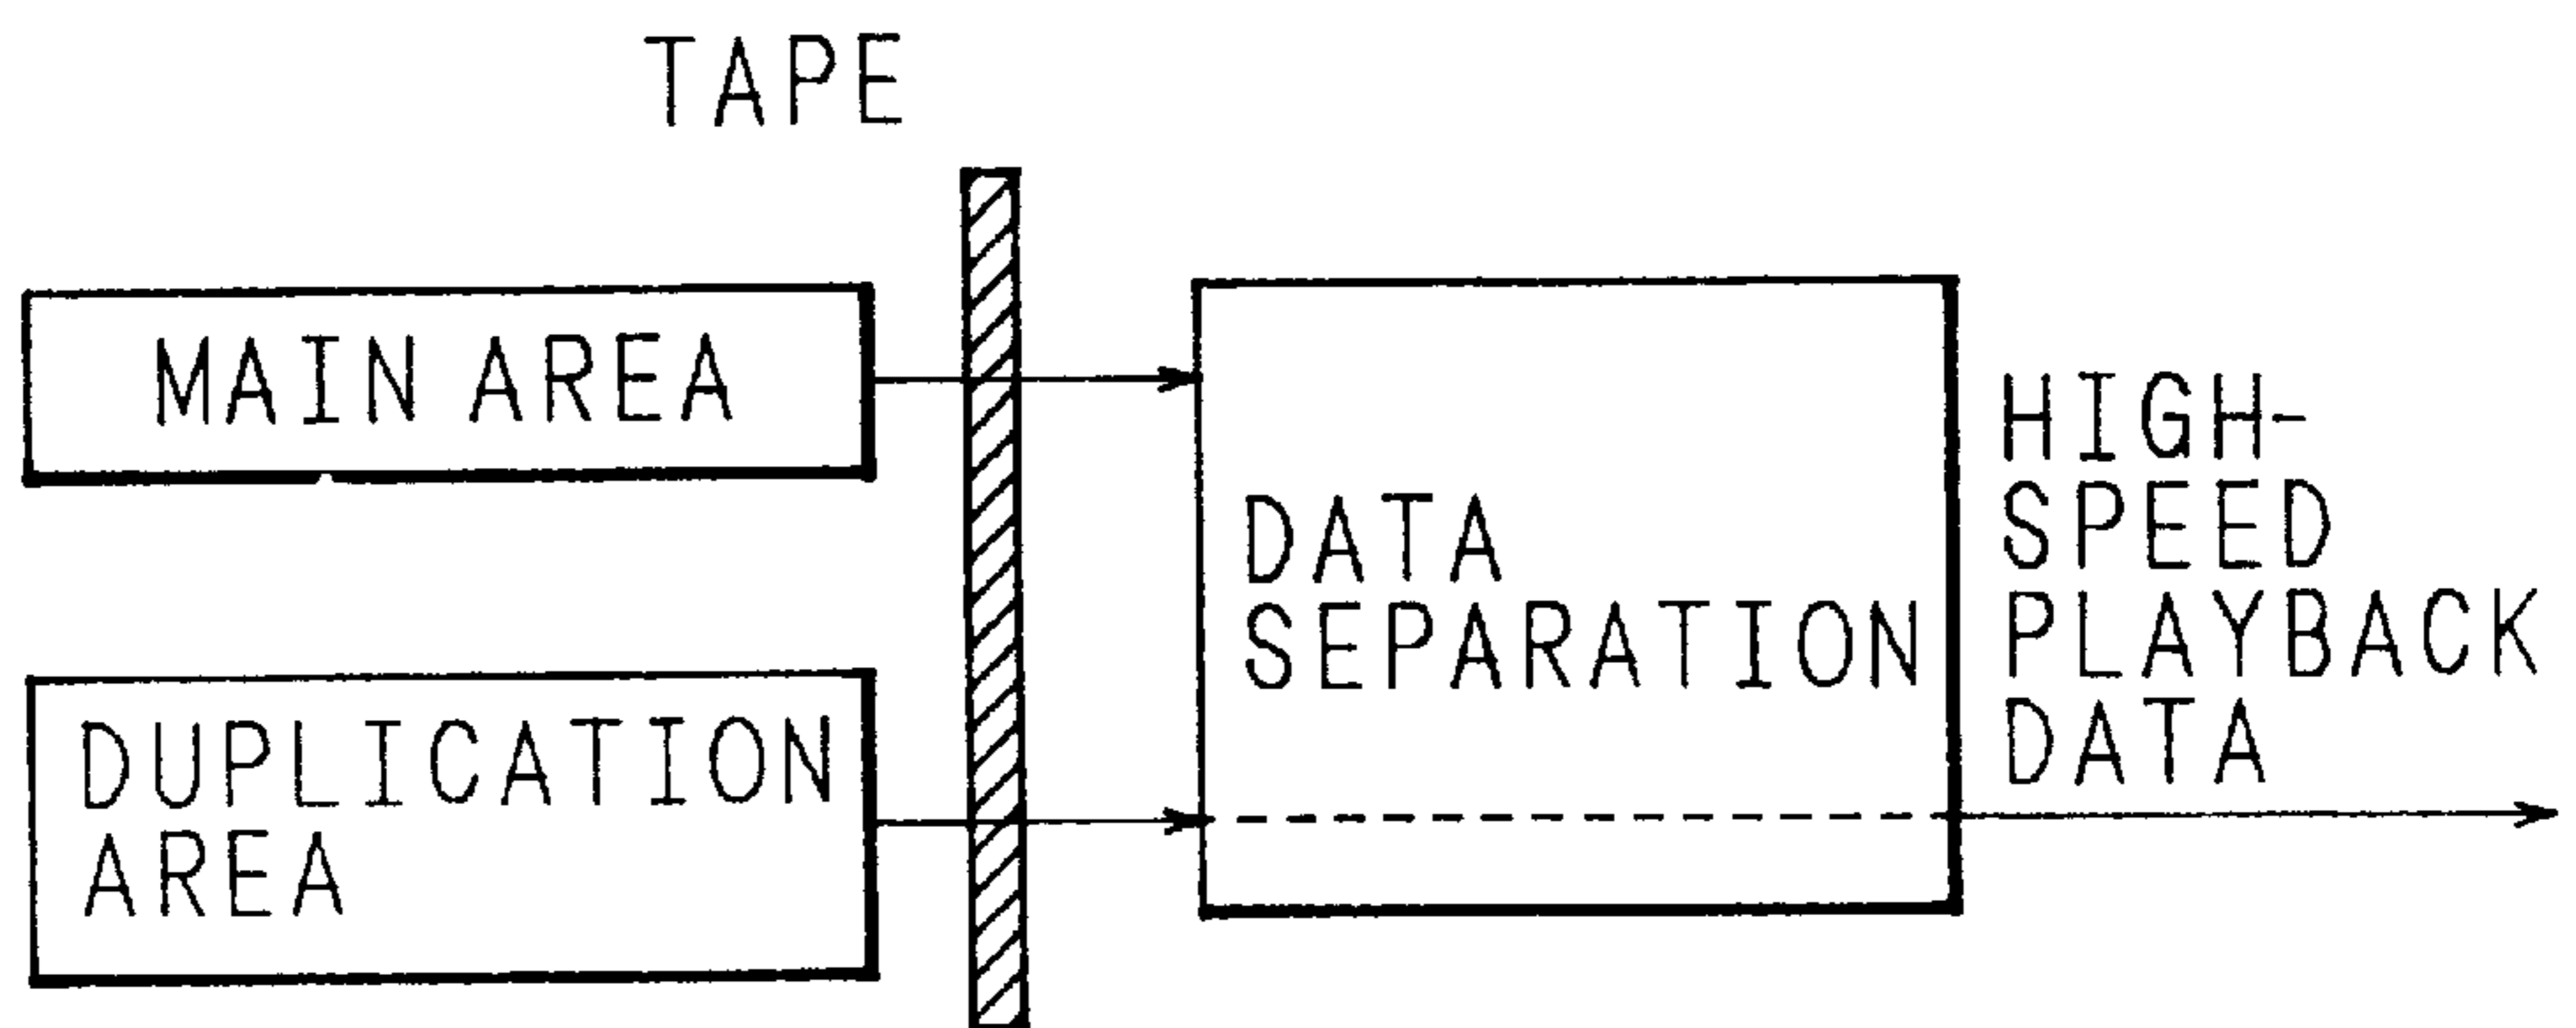 TAPE
MAIN AREA
DUPLICATION
AREA
DATA
SEPARATION
HIGH-
SPEED
PLAYBACK
DATA